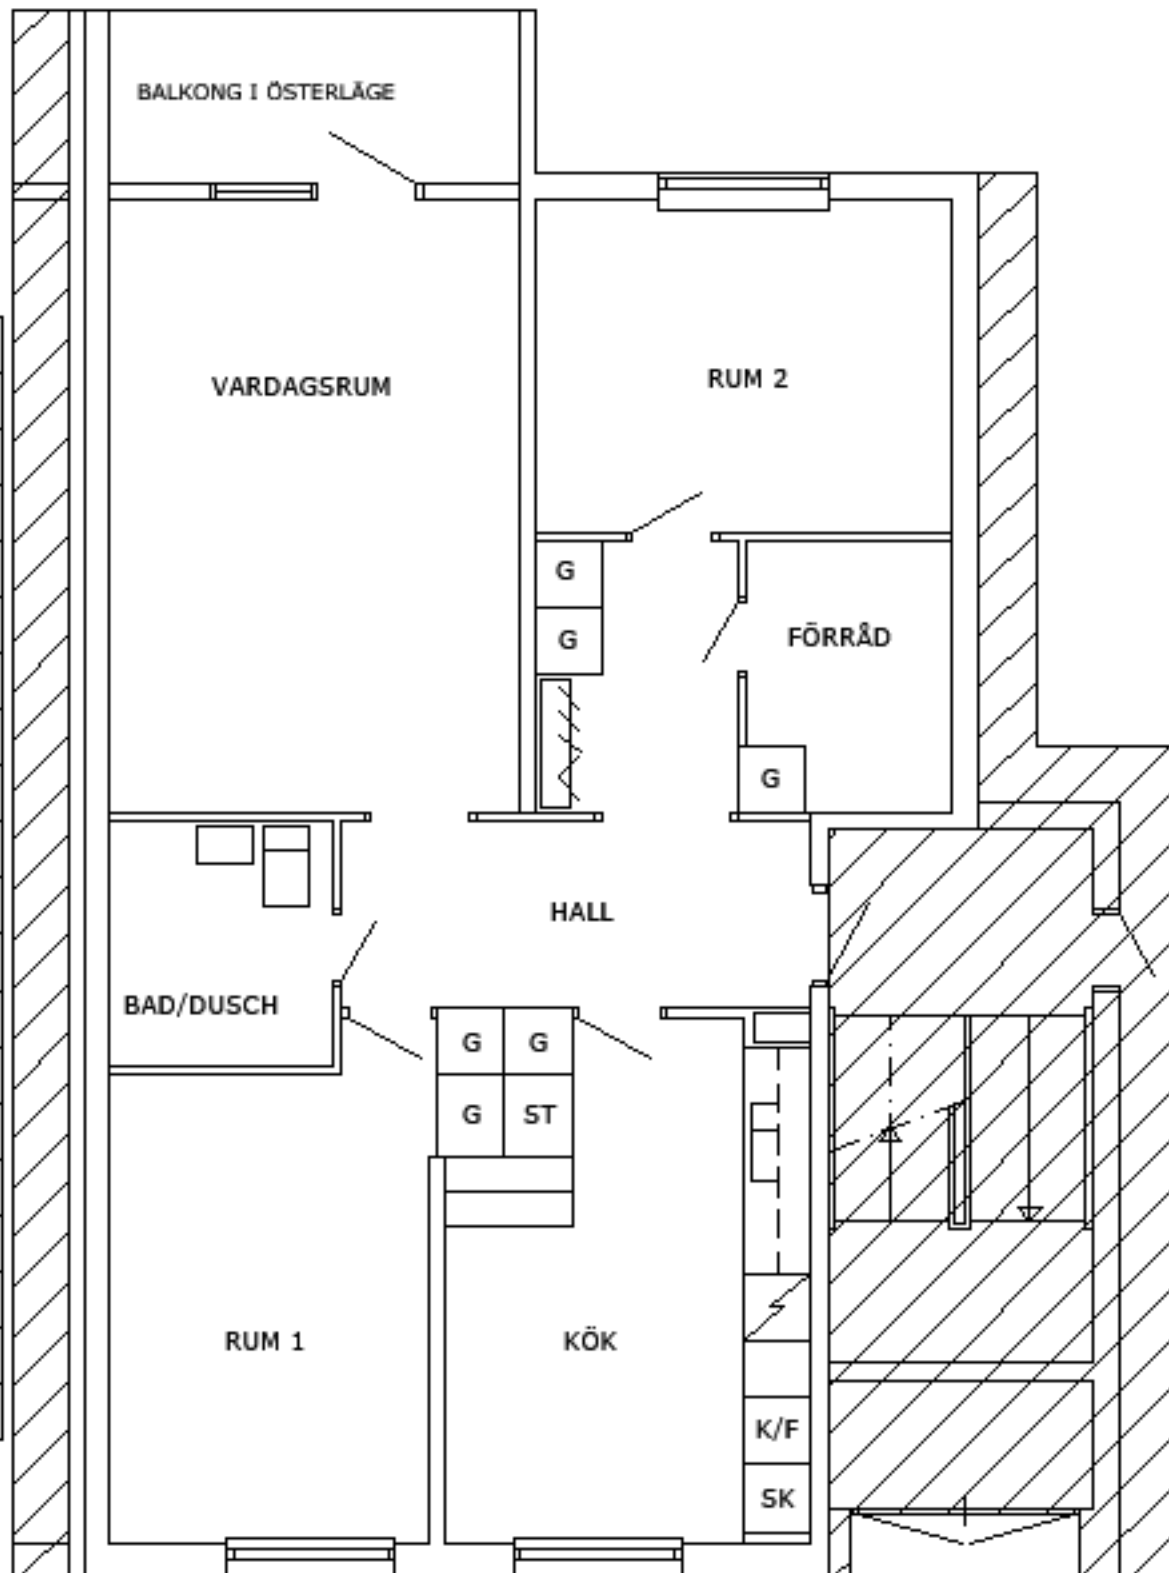 BALKONG I ÖSTERLÄGE
VARDAGSRUM
RUM 2
G
G
FÖRRÅD
G
HALL
BAD/DUSCH
G
G
G
ST
RUM 1
KÖK
K/F
SK